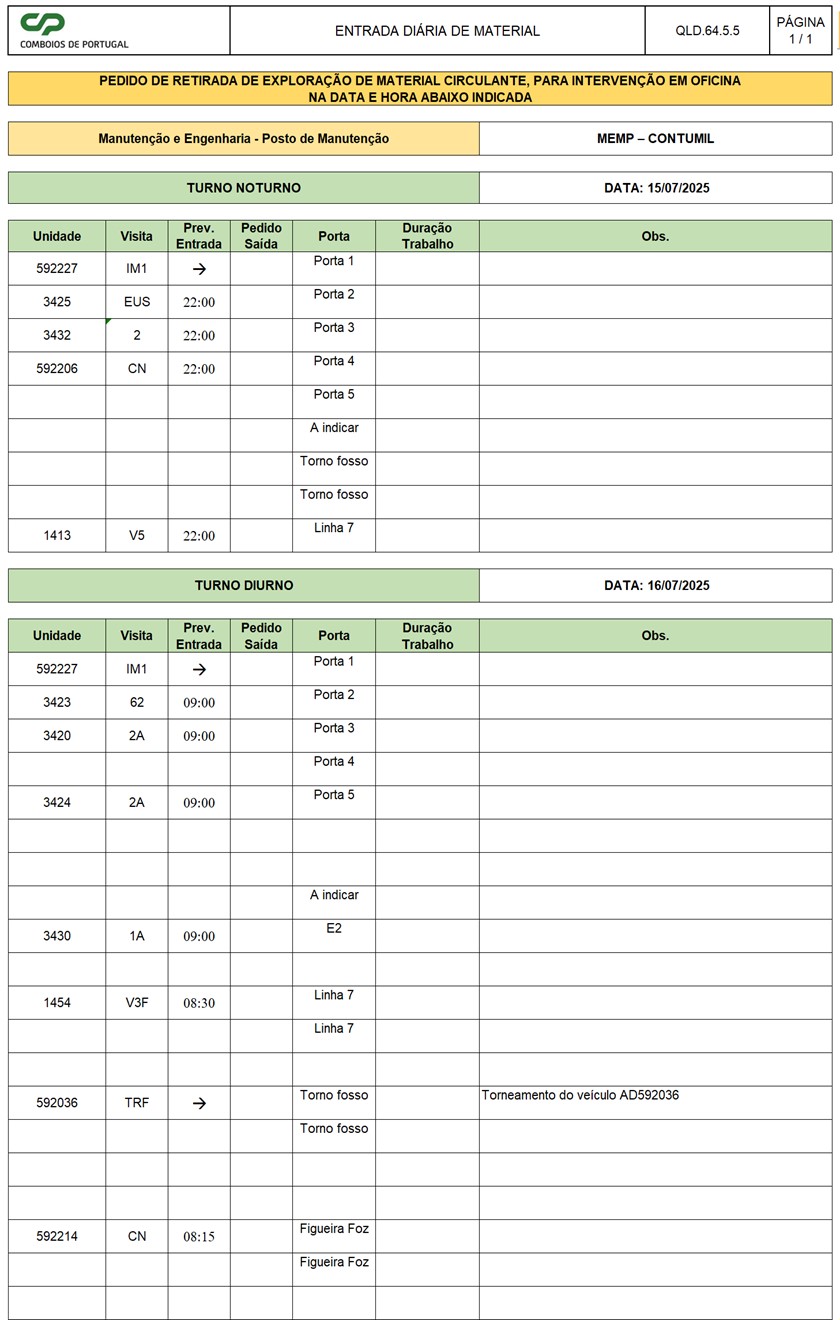 CP
COMBOIOS DE PORTUGAL
ENTRADA DIÁRIA DE MATERIAL
QLD.64.5.5
PÁGINA
1 / 1
PEDIDO DE RETIRADA DE EXPLORAÇÃO DE MATERIAL CIRCULANTE, PARA INTERVENÇÃO EM OFICINA
NA DATA E HORA ABAIXO INDICADA
Manutenção e Engenharia - Posto de Manutenção MEMP – CONTUMIL
TURNO NOTURNO DATA: 15/07/2025
Unidade Visita Prev. Entrada Pedido Saída Porta Duração Trabalho Obs.
592227 IM1 → Porta 1
3425 EUS 22:00 Porta 2
3432 2 22:00 Porta 3
592206 CN 22:00 Porta 4
Porta 5
A indicar
Torno fosso
Torno fosso
1413 V5 22:00 Linha 7
TURNO DIURNO DATA: 16/07/2025
Unidade Visita Prev. Entrada Pedido Saída Porta Duração Trabalho Obs.
592227 IM1 → Porta 1
3423 62 09:00 Porta 2
3420 2A 09:00 Porta 3
Porta 4
3424 2A 09:00 Porta 5
A indicar
3430 1A 09:00 E2
1454 V3F 08:30 Linha 7
Linha 7
592036 TRF → Torno fosso Torneamento do veículo AD592036
Torno fosso
592214 CN 08:15 Figueira Foz
Figueira Foz